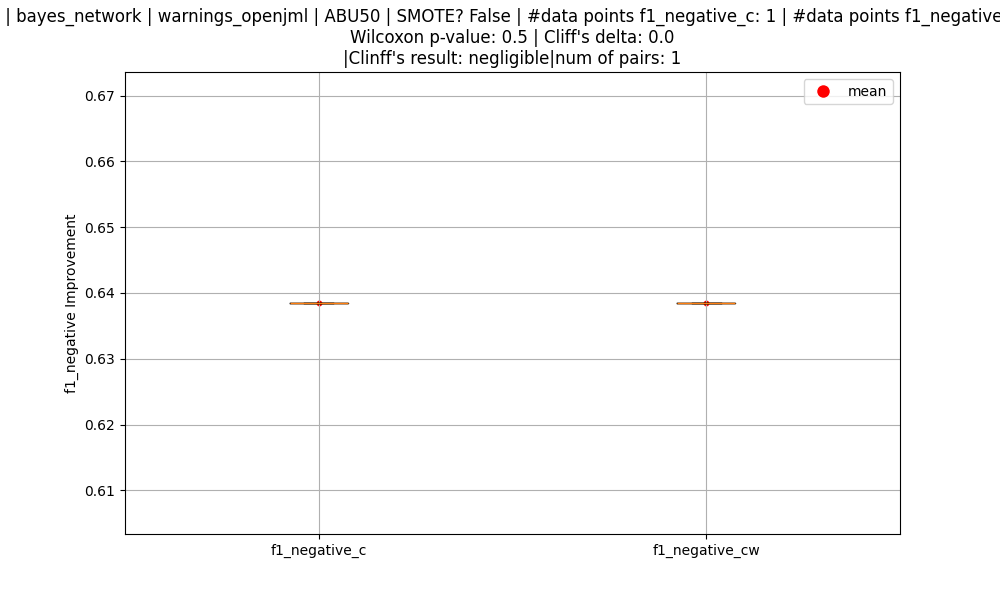 | bayes_network | warnings_openjml | ABU50 | SMOTE? False | #data points f1_negative_c: 1 | #data points f1_negative
Wilcoxon p-value: 0.5 | Cliff's delta: 0.0
|Clinff's result: negligible|num of pairs: 1
mean
0.67
0.66
0.65
0.64
0.63
0.62
0.61
f1_negative Improvement
f1_negative_c
f1_negative_cw